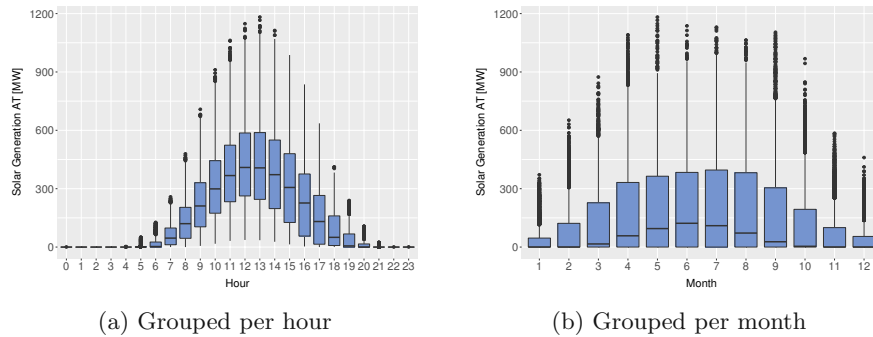 1200
900
600
300
0
Solar Generation AT [MW]
0 1 2 3 4 5 6 7 8 9 10 11 12 13 14 15 16 17 18 19 20 21 22 23
Hour
(a) Grouped per hour
1200
900
600
300
0
Solar Generation AT [MW]
1 2 3 4 5 6 7 8 9 10 11 12
Month
(b) Grouped per month